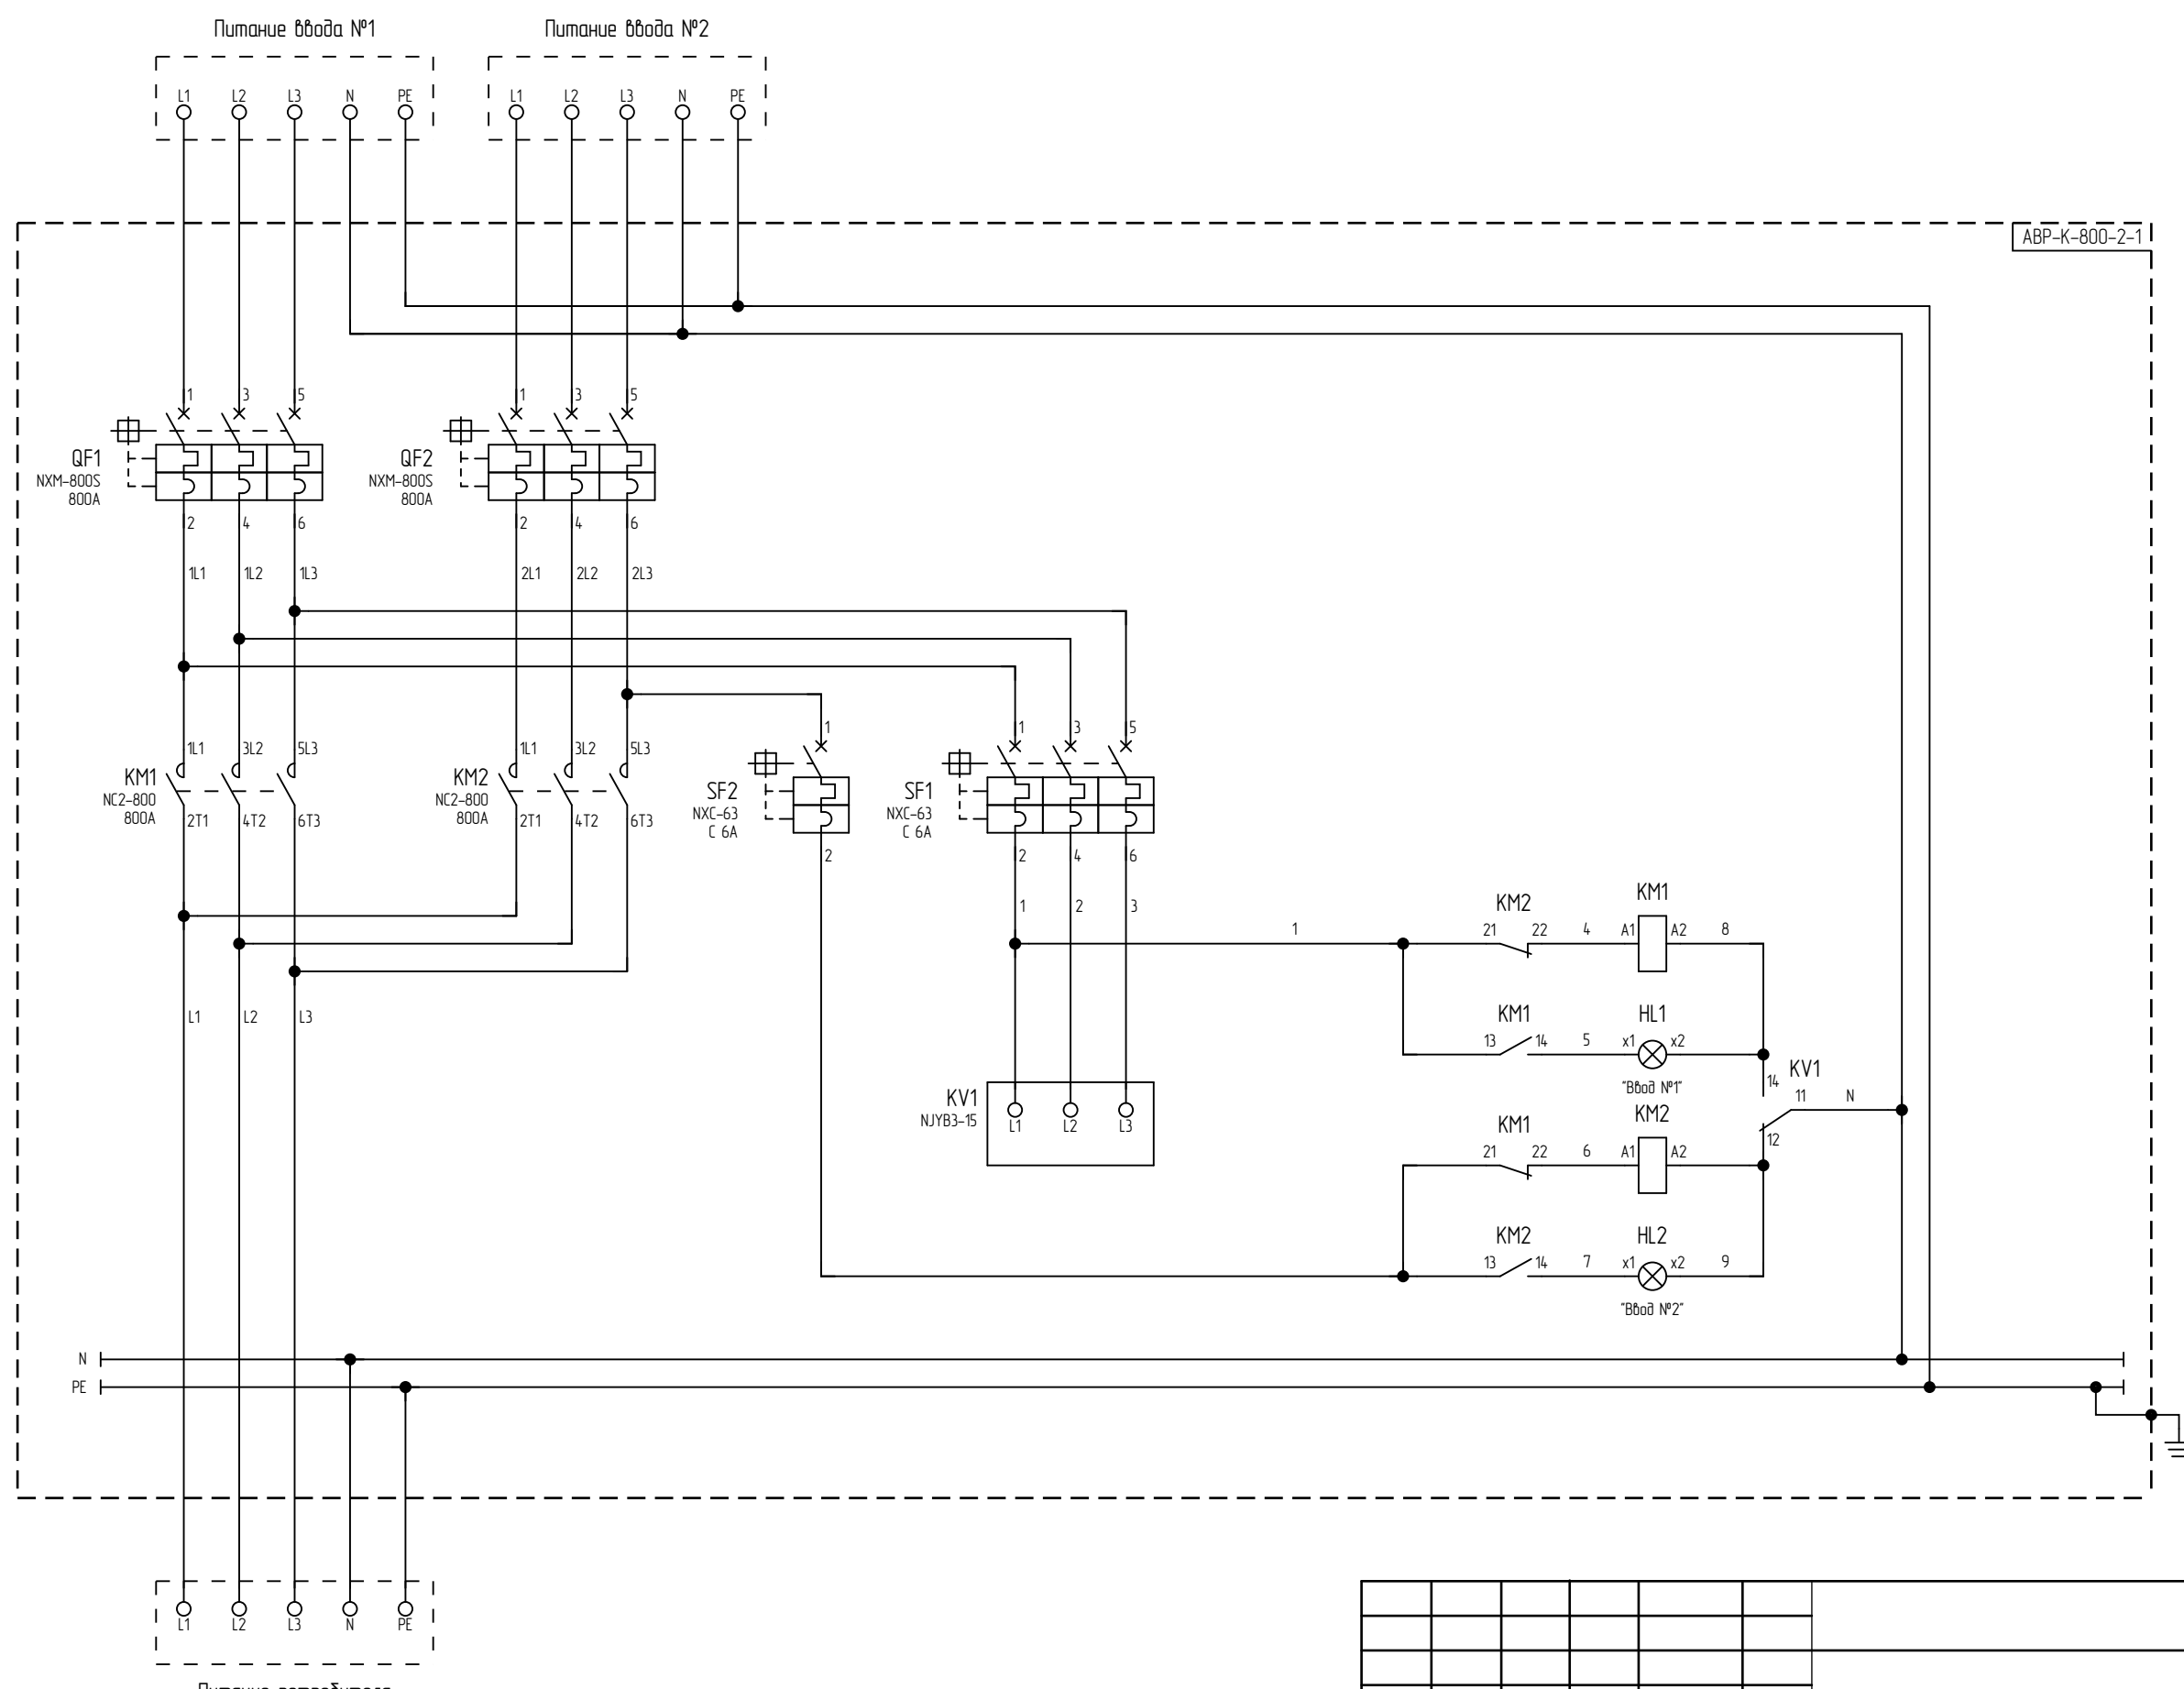 Питание ввода №1
Питание ввода №2
L1 L2 L3 N PE
L1 L2 L3 N PE
АВР-К-800-2-1
1 3 5
QF1
NXM-800S
800A
2 4 6
1 3 5
QF2
NXM-800S
800A
2 4 6
1L1 1L2 1L3
2L1 2L2 2L3
1L1 3L2 5L3
KM1
NC2-800
800A
2T1 4T2 6T3
1L1 3L2 5L3
KM2
NC2-800
800A
2T1 4T2 6T3
1
SF2
NXC-63
C 6A
2
1 3 5
SF1
NXC-63
C 6A
2 4 6
1 2 3
1
KM2
21 22
4
KM1
A1 A2
8
KM1
13 14
5
HL1
x1 x2
"Ввод №1"
14
KV1
11
N
12
KV1
NJYB3-15
L1 L2 L3
KM1
21 22
6
KM2
A1 A2
KM2
13 14
7
HL2
x1 x2
9
"Ввод №2"
L1 L2 L3
N
PE
L1 L2 L3 N PE
Питание потребителя